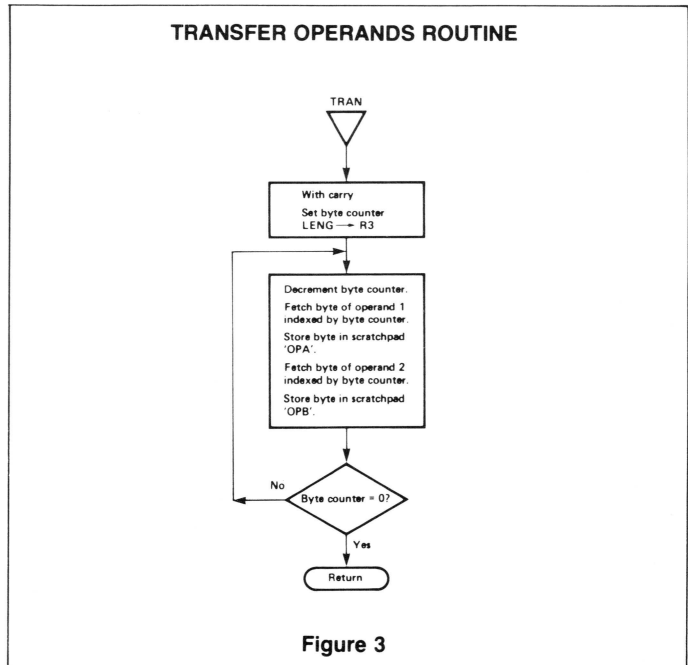 TRANSFER OPERANDS ROUTINE
TRAN
With carry
Set byte counter
LENG → R3
Decrement byte counter.
Fetch byte of operand 1
indexed by byte counter.
Store byte in scratchpad
'OPA'.
Fetch byte of operand 2
indexed by byte counter.
Store byte in scratchpad
'OPB'.
No
Byte counter = 0?
Yes
Return
Figure 3